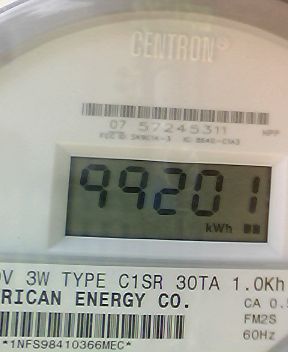 CENTRON®
07 57245311
99201
kWh
V 3W TYPE C1SR 30TA 1.0Kh
RICAN ENERGY CO.
CA 0.5
FM2S
60Hz
*1NFS98410366MEC*